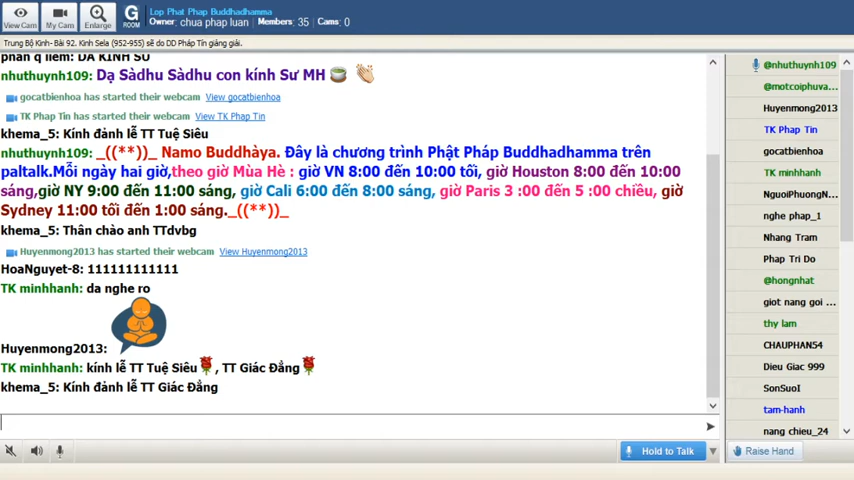 View Cam
My Cam
Enlarge
G
ROOM
Lop Phat Phap Buddhadhamma
Owner: chua phap luan / Members: 35 / Cams: 0
Trung Bộ Kinh- Bài 92. Kinh Sela (952-955) sẽ do DD Pháp Tín giảng giải.
phan q liem: DA KINH SU
nhuthuynh109: Dạ Sàdhu Sàdhu con kính Sư MH
gocatbienhoa has started their webcam View gocatbienhoa
TK Phap Tin has started their webcam View TK Phap Tin
khema_5: Kính đảnh lễ TT Tuệ Siêu
nhuthuynh109: _((**))_ Namo Buddhàya. Đây là chương trình Phật Pháp Buddhadhamma trên
paltalk.Mỗi ngày hai giờ,theo giờ Mùa Hè : giờ VN 8:00 đến 10:00 tối, giờ Houston 8:00 đến 10:00
sáng,giờ NY 9:00 đến 11:00 sáng, giờ Cali 6:00 đến 8:00 sáng, giờ Paris 3 :00 đến 5 :00 chiều, giờ
Sydney 11:00 tối đến 1:00 sáng._((**))_
khema_5: Thân chào anh TTdvbg
Huyenmong2013 has started their webcam View Huyenmong2013
HoaNguyet-8: 111111111111
TK minhhanh: da nghe ro
Huyenmong2013:
TK minhhanh: kính lễ TT Tuệ Siêu , TT Giác Đẳng
khema_5: Kính đảnh lễ TT Giác Đẳng
Hold to Talk
@nhuthuynh109
@motcoiphuva...
Huyenmong2013
TK Phap Tin
gocatbienhoa
TK minhhanh
NguoiPhuongN...
nghe phap_1
Nhang Tram
Phap Tri Do
@hongnhat
giot nang goi ...
thy lam
CHAUPHAN54
Dieu Giac 999
SonSuoI
tam-hanh
nang chieu_24
Raise Hand